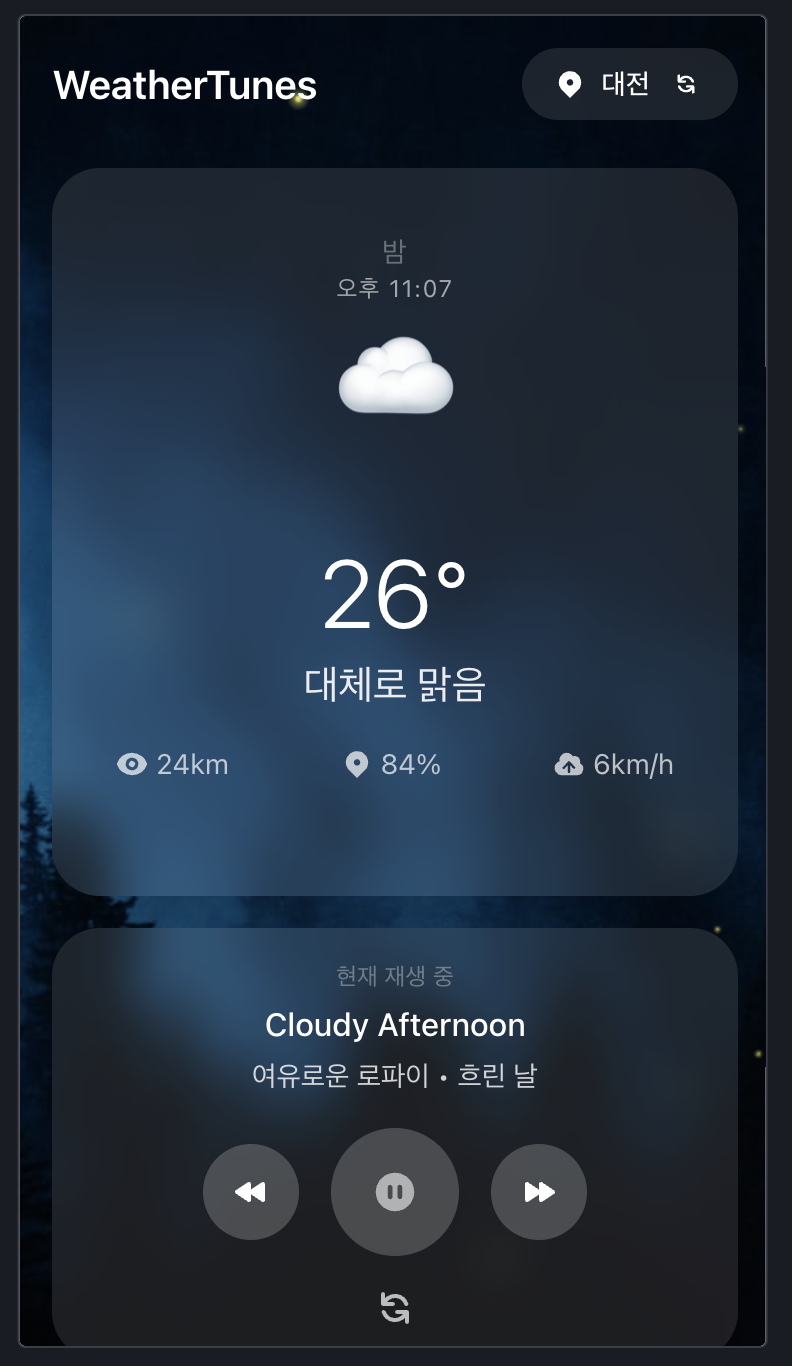 WeatherTunes
대전
밤
오후 11:07
26°
대체로 맑음
24km 84% 6km/h
현재 재생 중
Cloudy Afternoon
여유로운 로파이 • 흐린 날